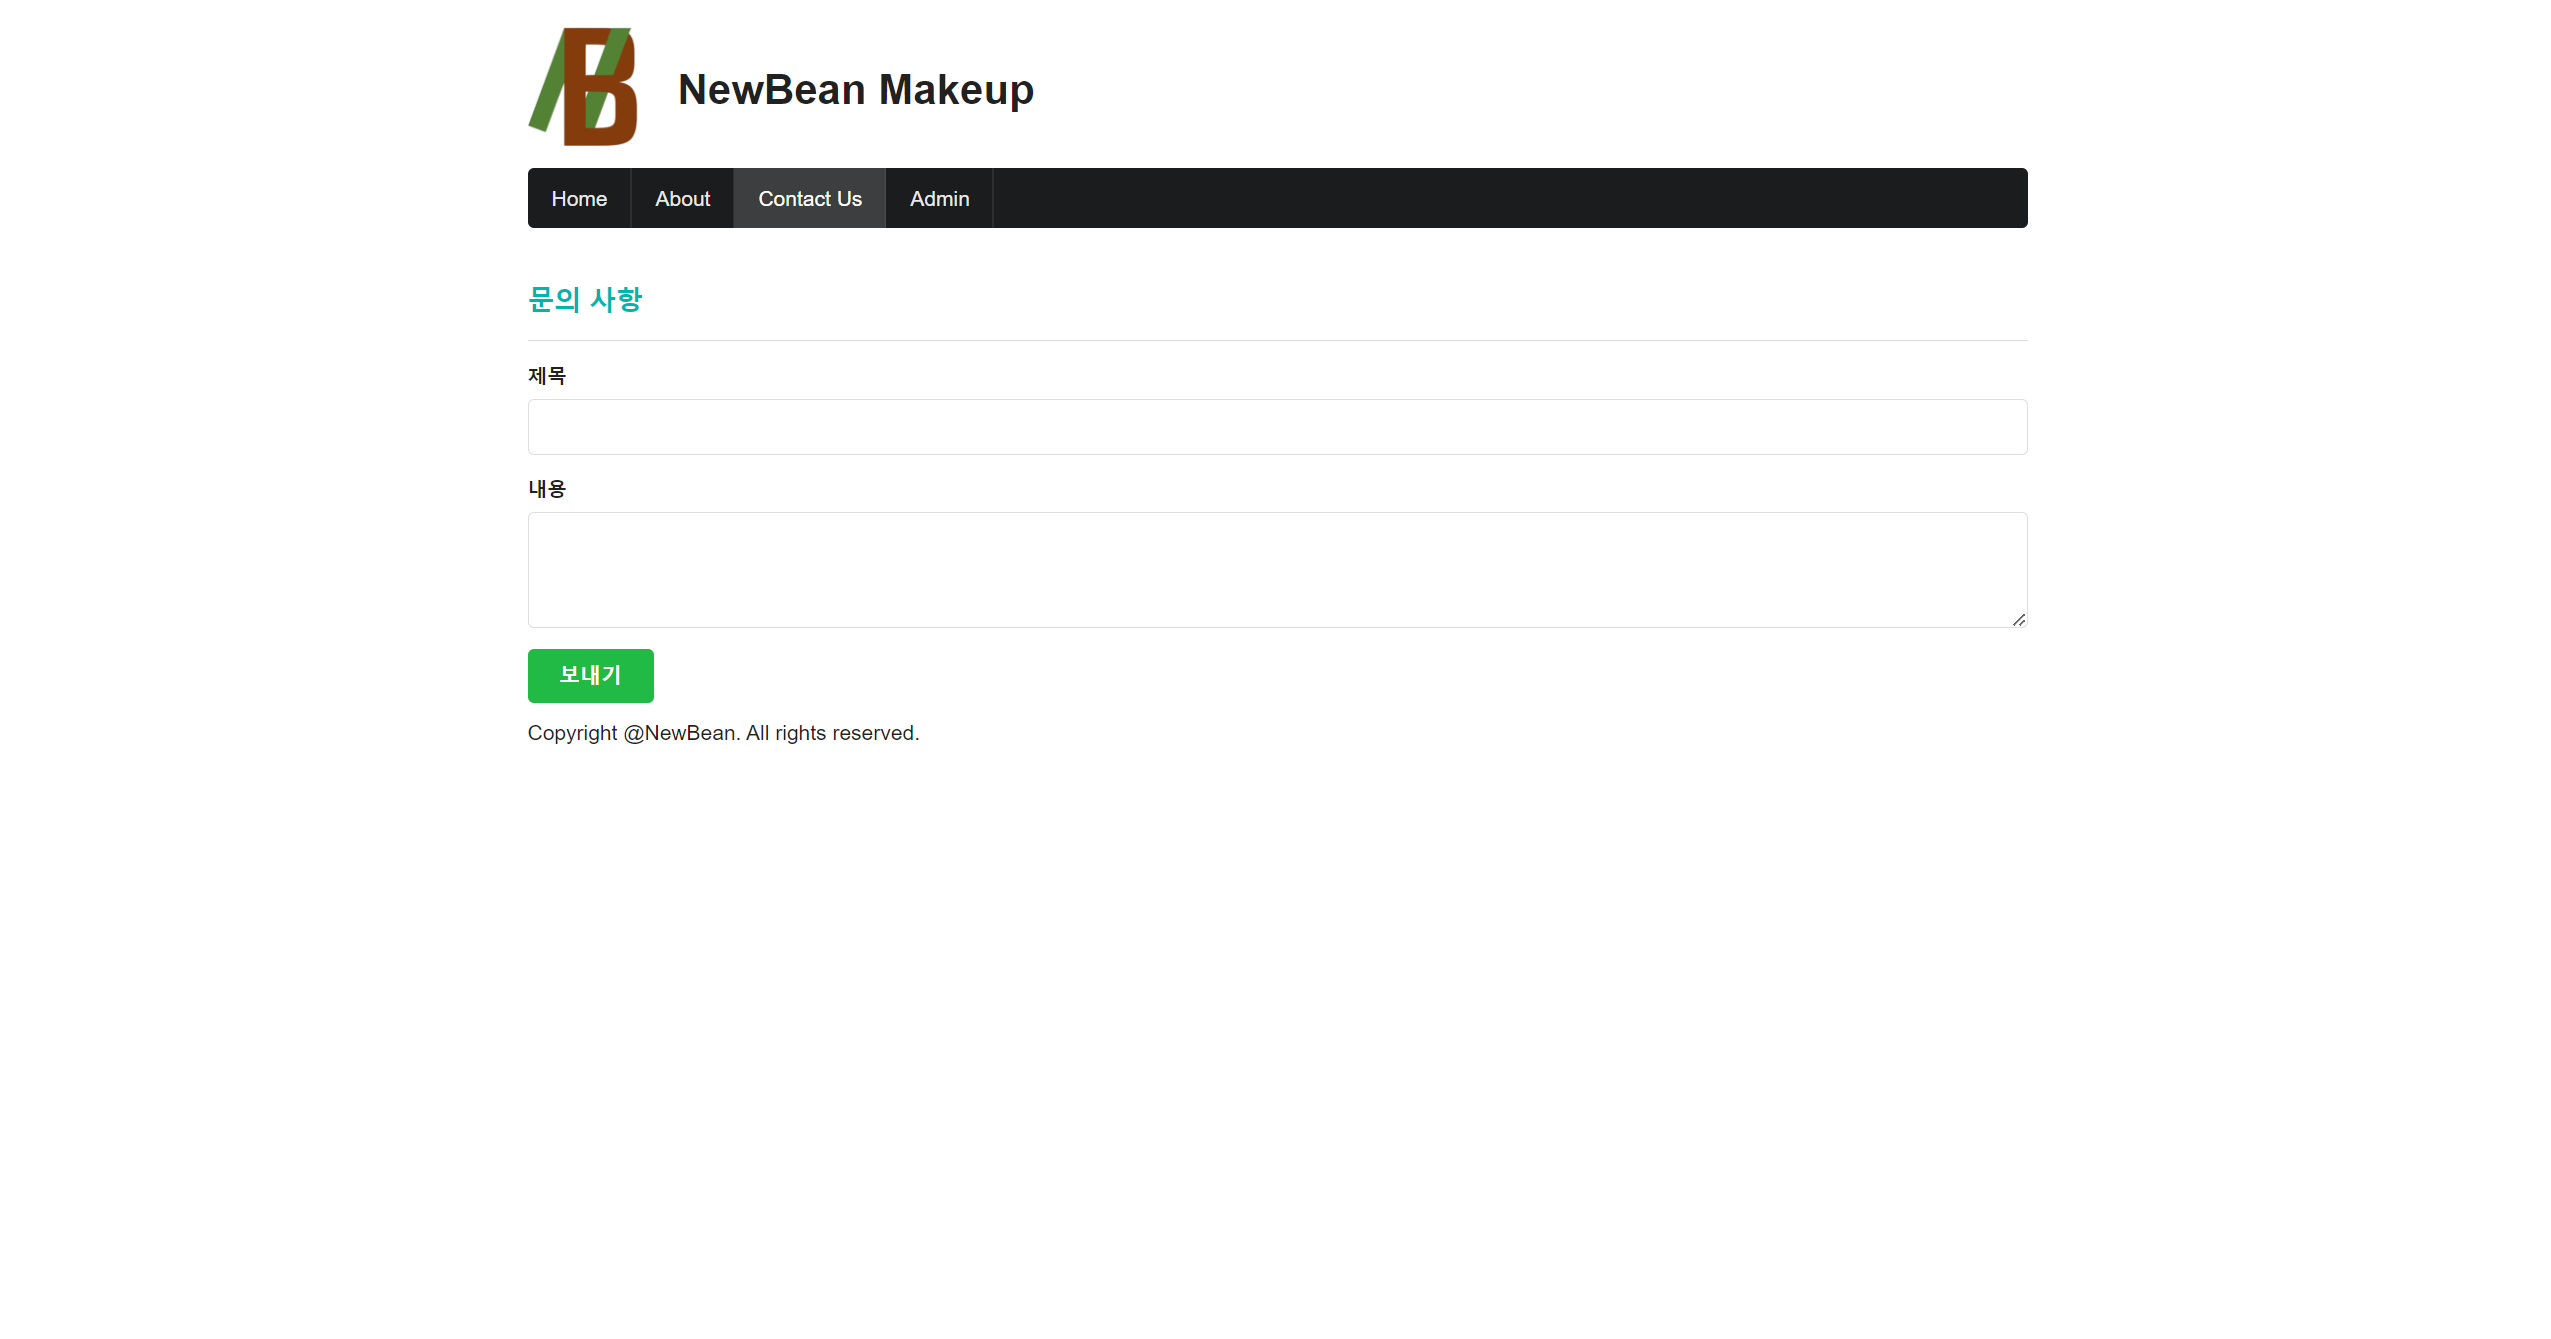 NB
NewBean Makeup
Home About Contact Us Admin
문의 사항
제목
내용
보내기
Copyright @NewBean. All rights reserved.